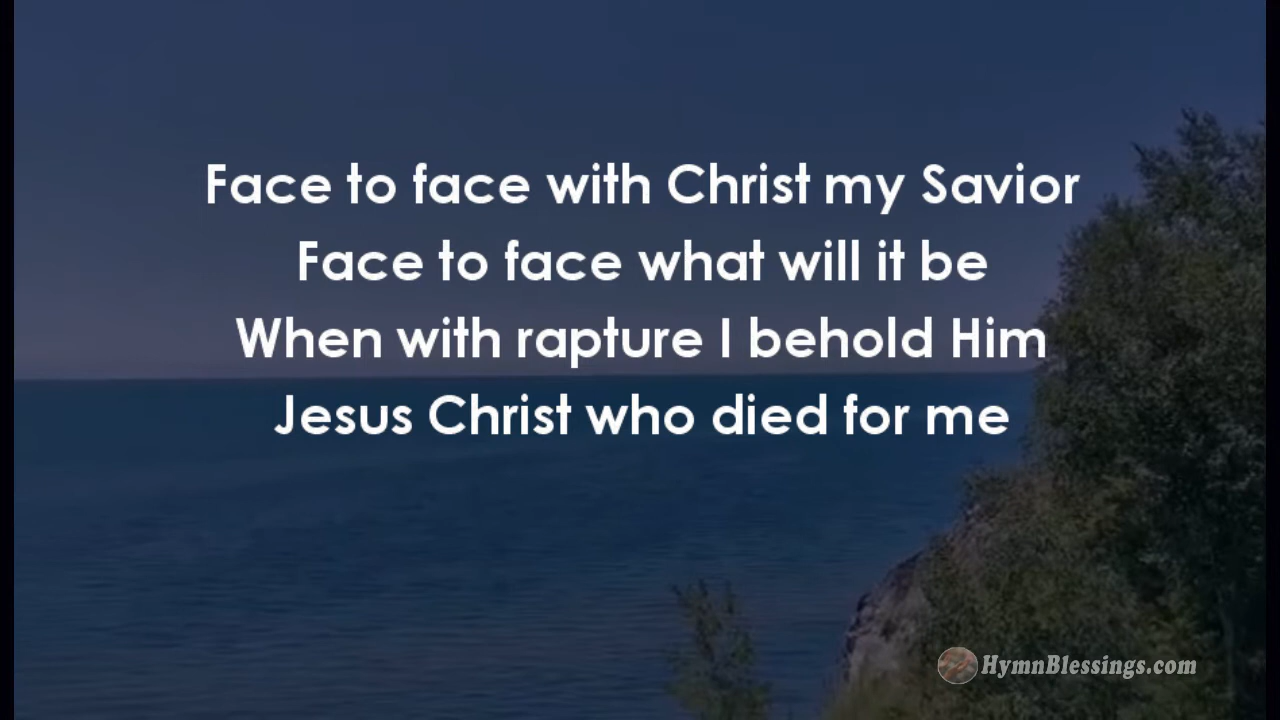 Face to face with Christ my Savior
Face to face what will it be
When with rapture I behold Him
Jesus Christ who died for me
HymnBlessings.com